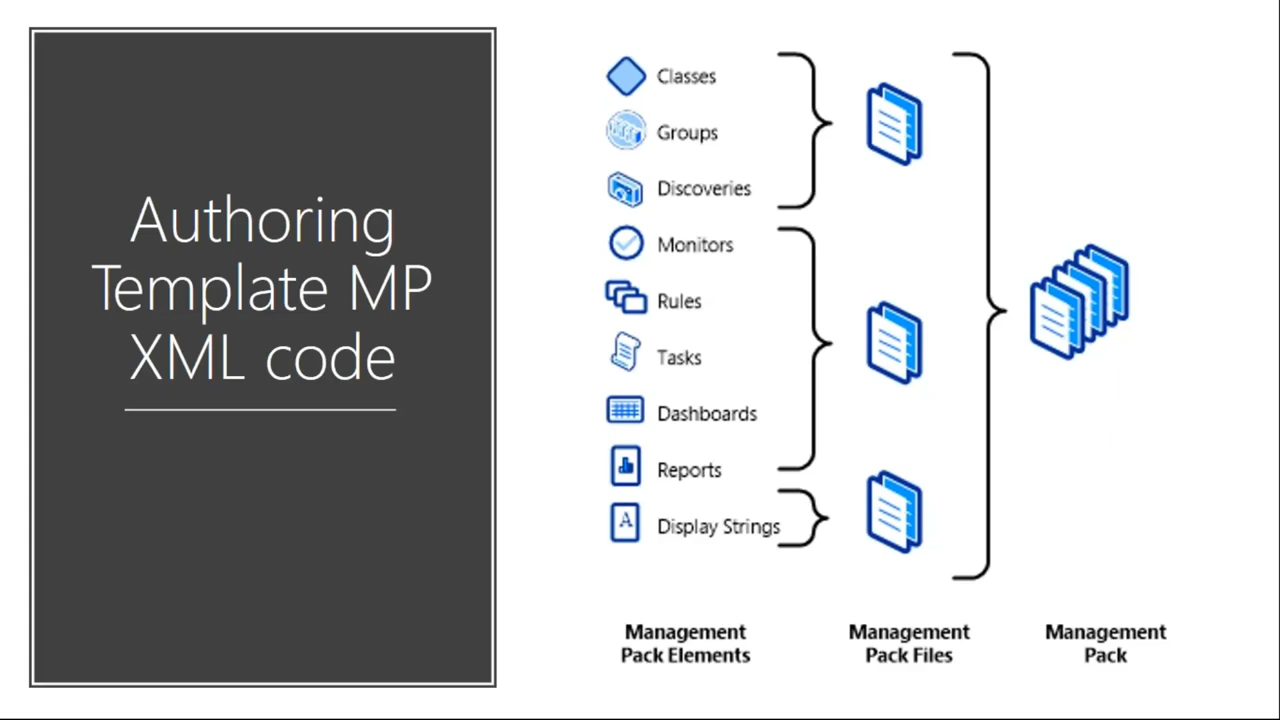 Authoring
Template MP
XML code
Classes
Groups
Discoveries
Monitors
Rules
Tasks
Dashboards
Reports
A
Display Strings
Management
Pack Elements
Management
Pack Files
Management
Pack